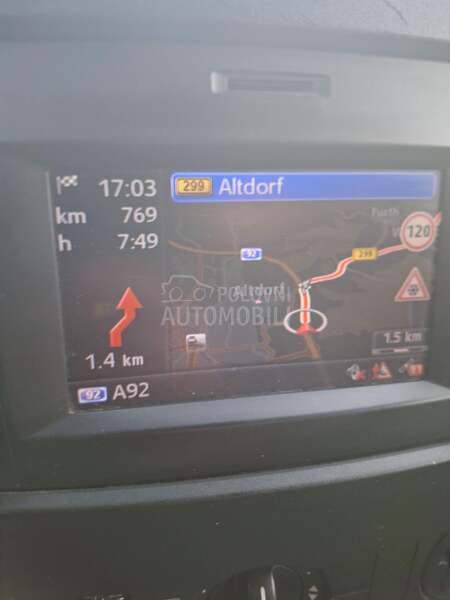 17:03
299 Altdorf
km 769
h 7:49
Furth
120
92
299
Altdorf
POLOVNI
AUTOMOBILI
1.5 km
1.4 km
92 A92